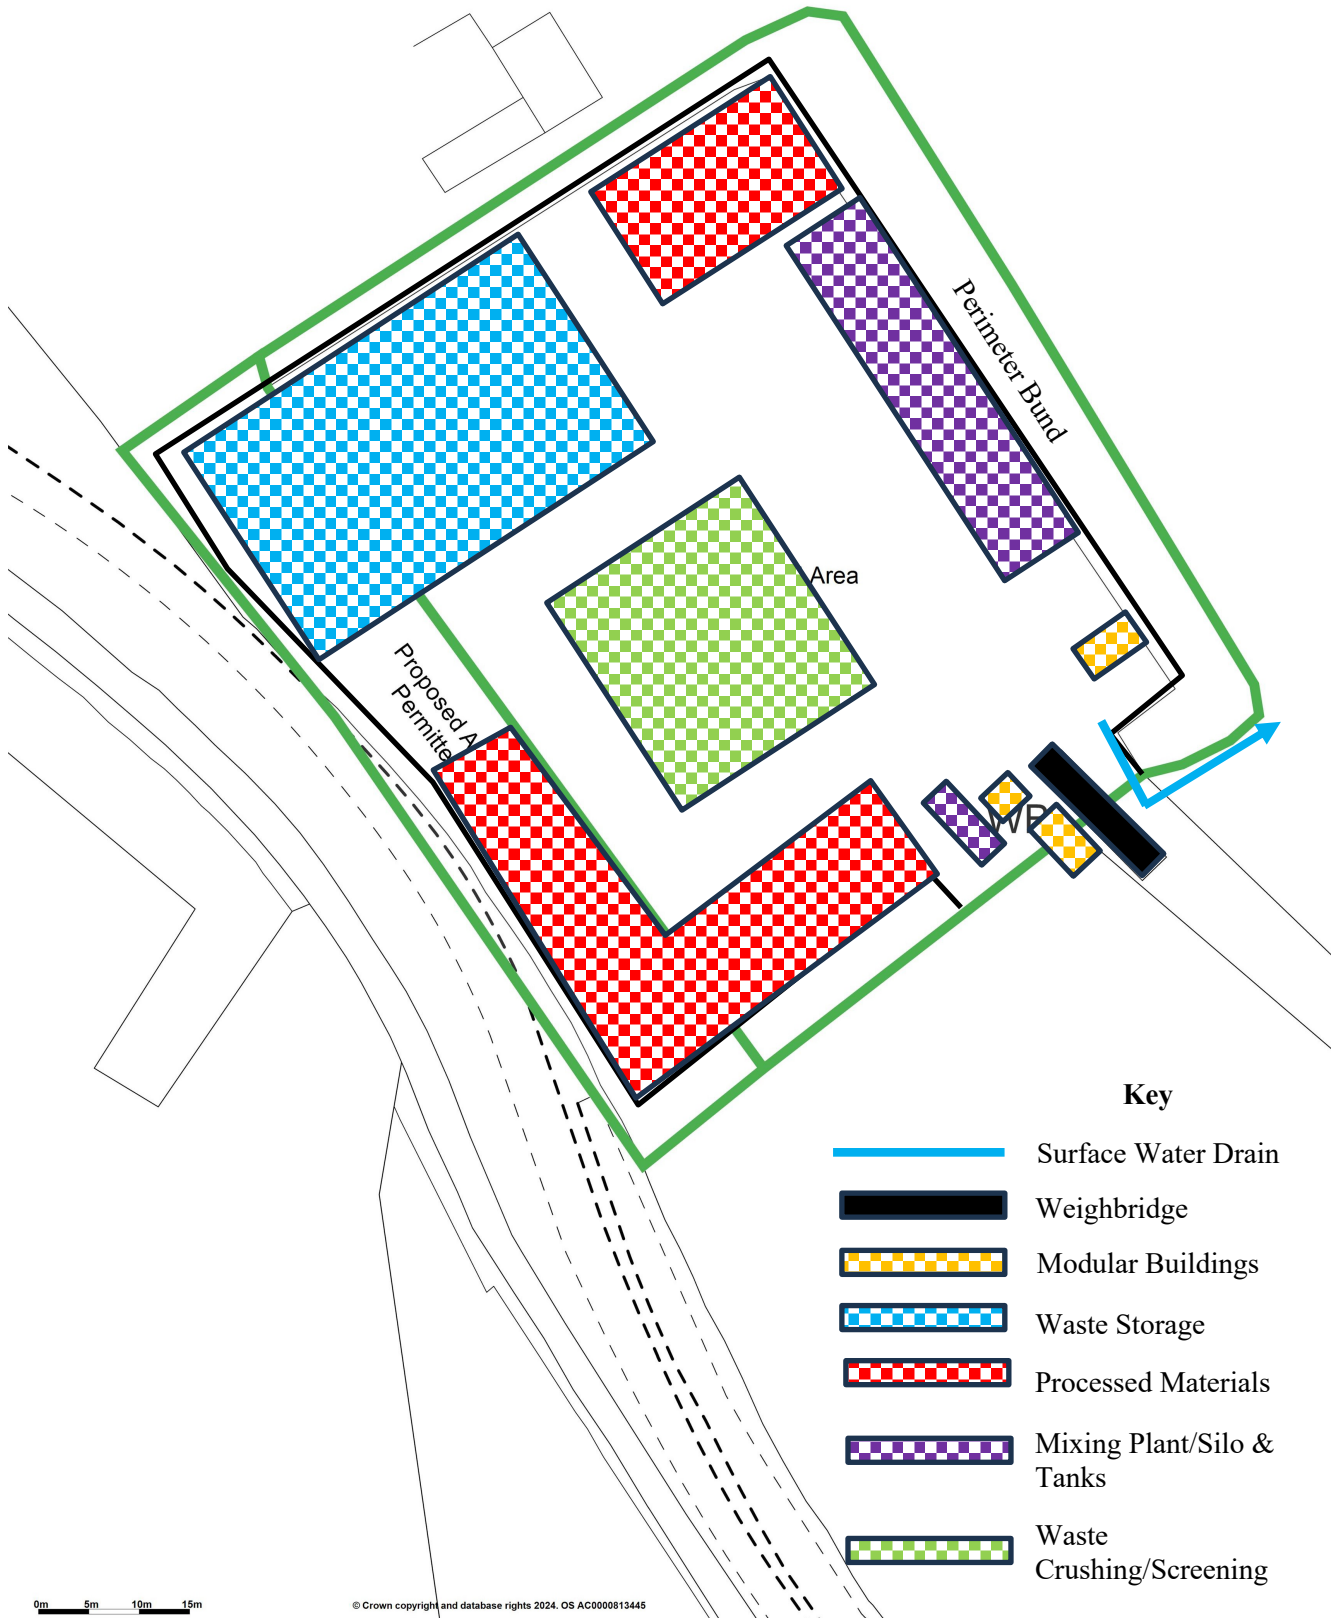 Perimeter Bund
Area
Proposed A
Permitte
WB
Key
Surface Water Drain
Weighbridge
Modular Buildings
Waste Storage
Processed Materials
Mixing Plant/Silo &
Tanks
Waste
Crushing/Screening
0m 5m 10m 15m
© Crown copyright and database rights 2024. OS AC0000813445